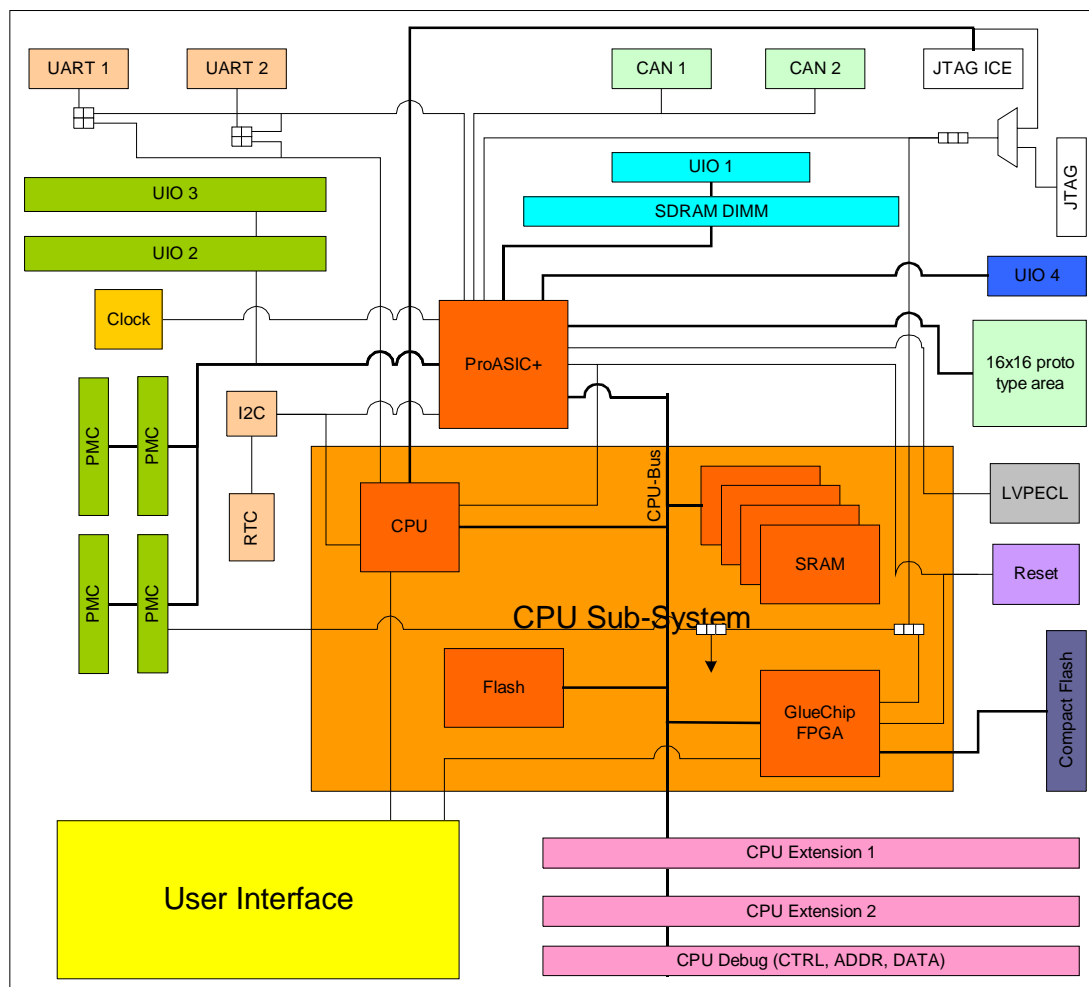 UART 1
UART 2
CAN 1
CAN 2
JTAG ICE
JTAG
UIO 1
UIO 3
SDRAM DIMM
UIO 2
UIO 4
Clock
ProASIC+
16x16 proto
type area
PMC
PMC
I2C
RTC
CPU-Bus
LVPECL
CPU
SRAM
PMC
PMC
Reset
CPU Sub-System
Flash
GlueChip
FPGA
Compact Flash
CPU Extension 1
User Interface
CPU Extension 2
CPU Debug (CTRL, ADDR, DATA)